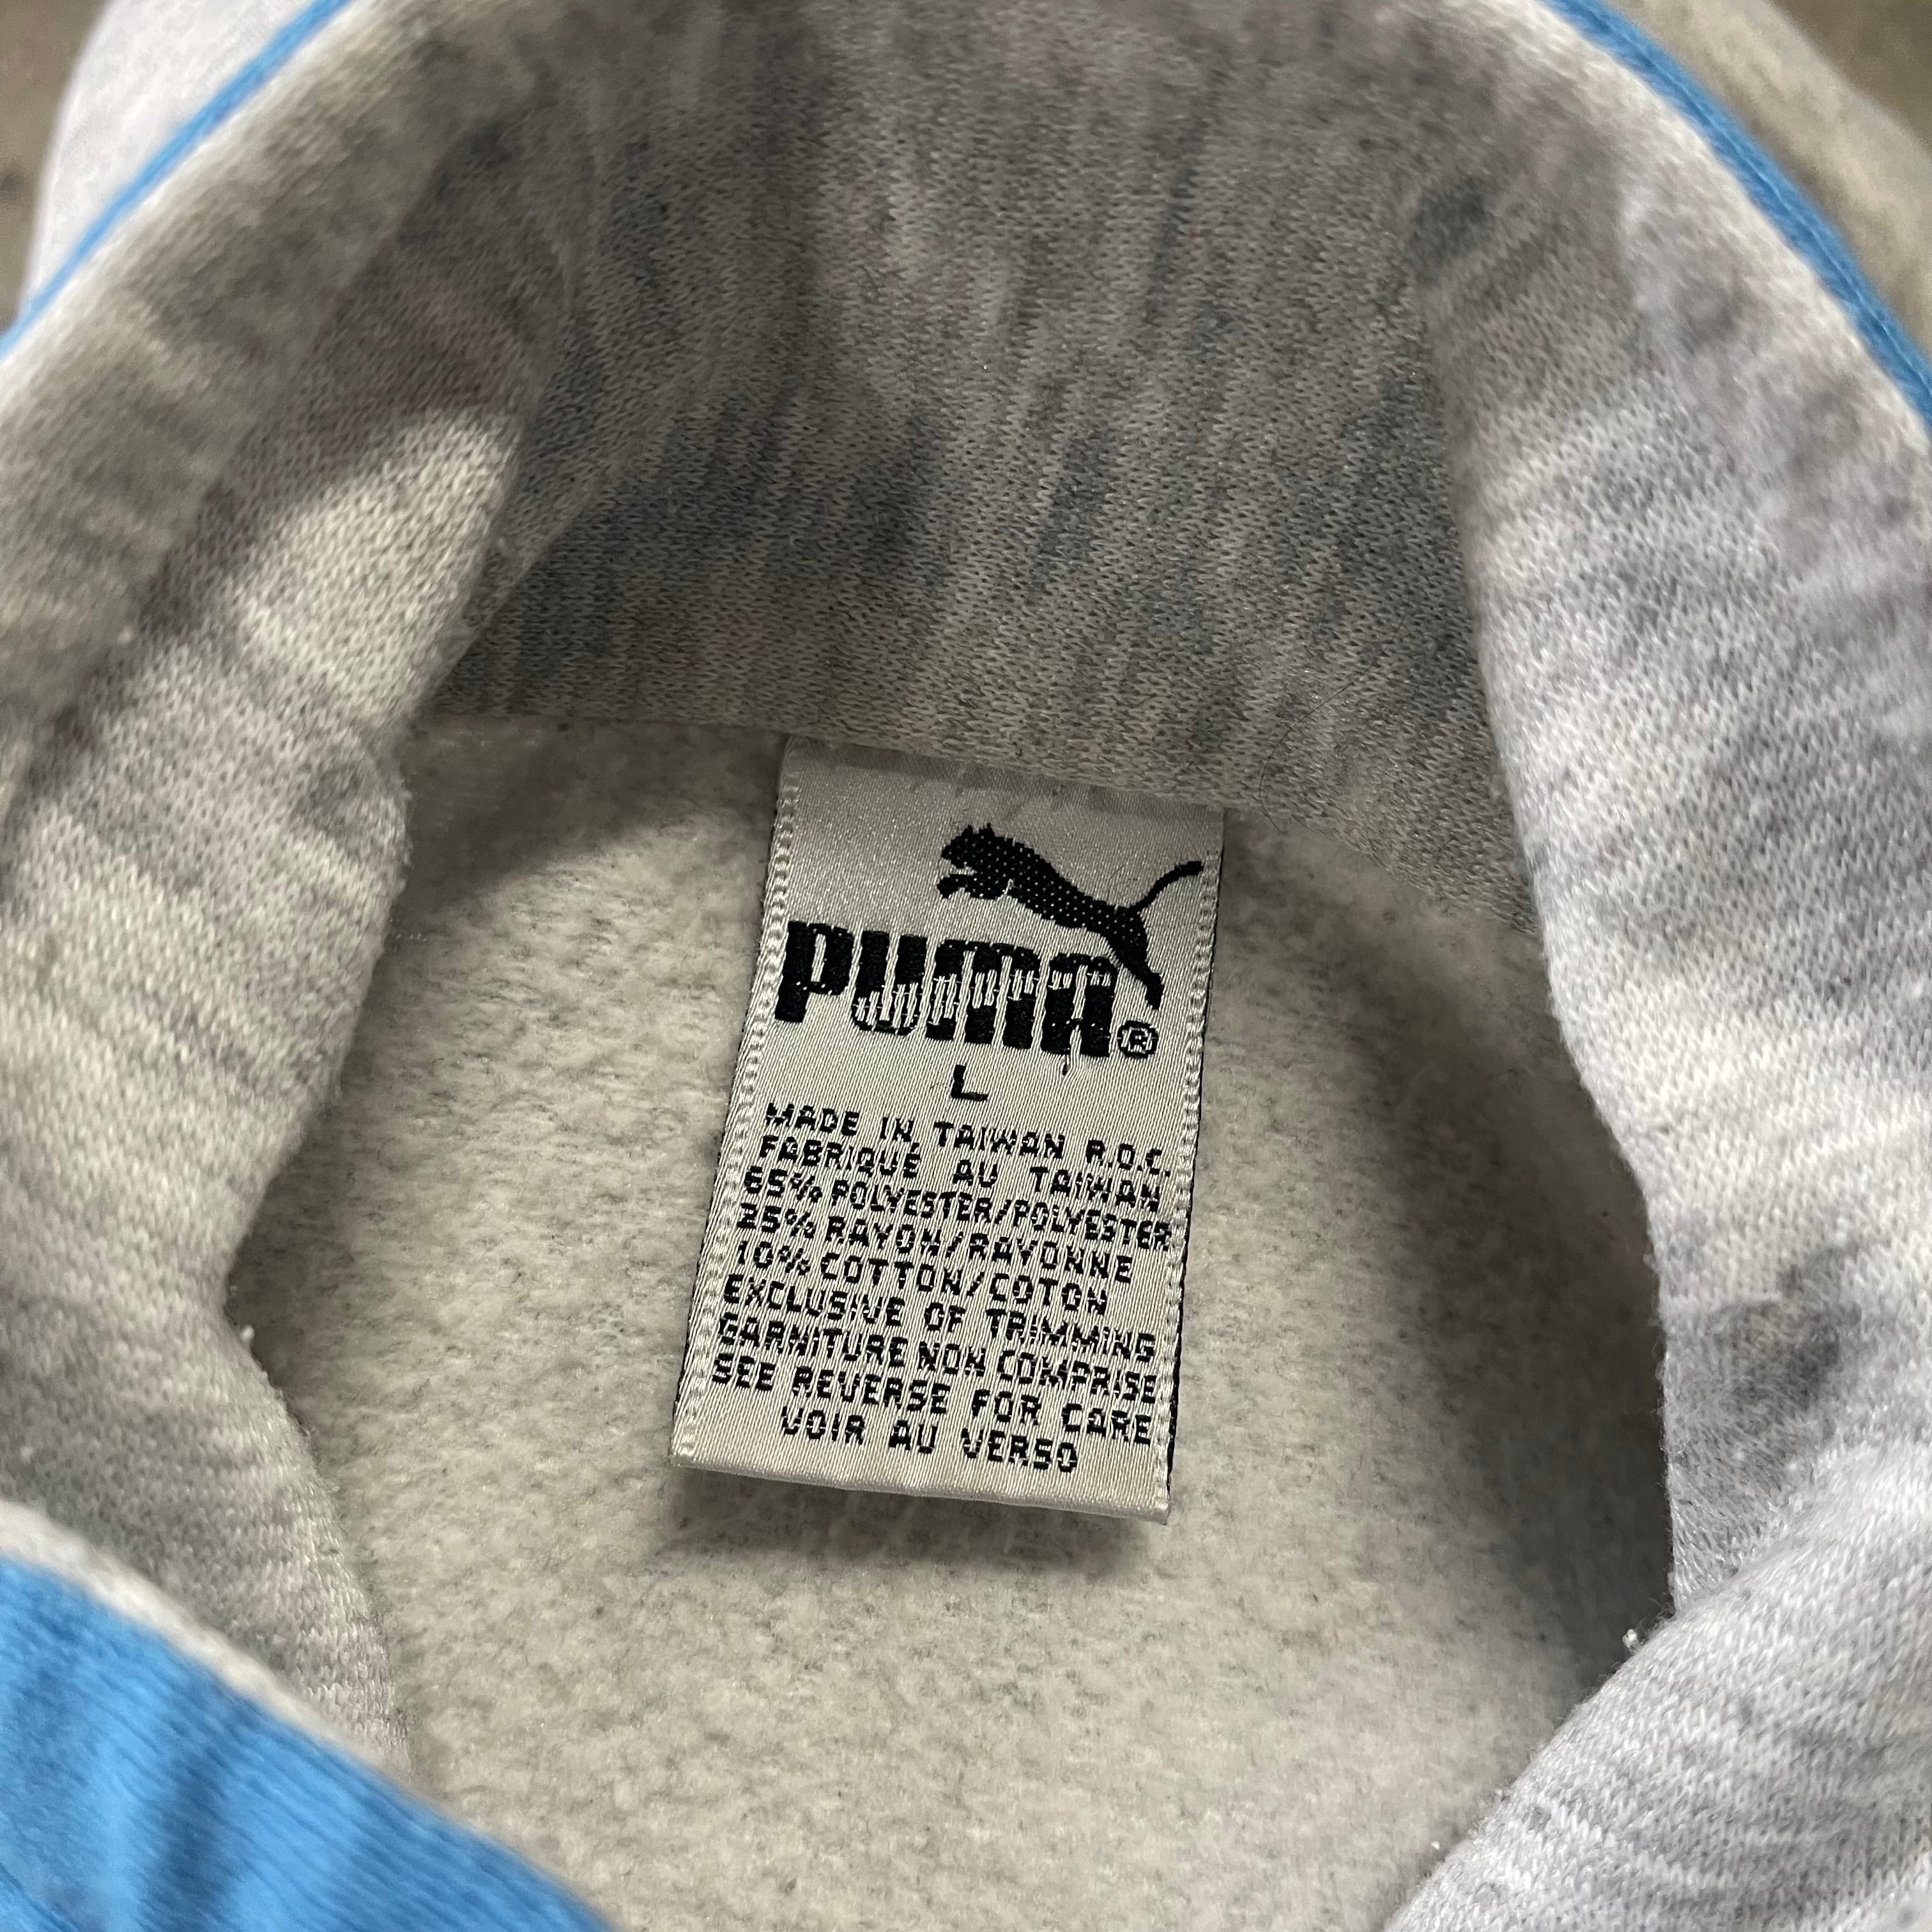 PUMA®
L
MADE IN TAIWAN R.O.C.
FABRIQUÉ AU TAIWAN
65% POLYESTER/POLYESTER
25% RAYON/RAYONNE
10% COTTON/COTON
EXCLUSIVE OF TRIMMING
GARNITURE NON COMPRISE
SEE REVERSE FOR CARE
VOIR AU VERSO